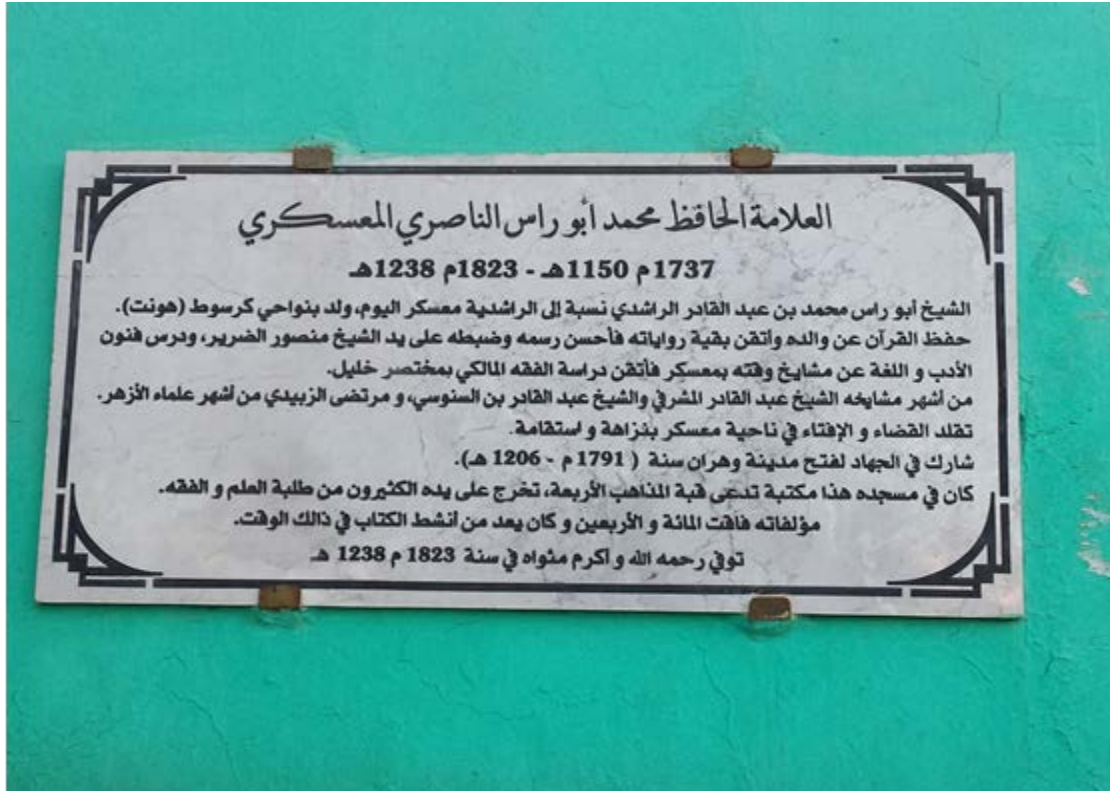 العلامة الحافظ محمد أبو راس الناصري المعسكري
1737م 1150هـ - 1823م 1238هـ
الشيخ أبو راس محمد بن عبد القادر الراشدي نسبة إلى الراشدية معسكر اليوم، ولد بنواحي كرسوط (هونت).
حفظ القرآن عن والده وأتقن بقية رواياته فأحسن رسمه وضبطه على يد الشيخ منصور الضرير، ودرس فنون
الأدب و اللغة عن مشايخ وقته بمعسكر فأتقن دراسة الفقه المالكي بمختصر خليل.
من أشهر مشايخه الشيخ عبد القادر المشرفي والشيخ عبد القادر بن السنوسي، و مرتضى الزبيدي من أشهر علماء الأزهر.
تقلد القضاء و الإفتاء في ناحية معسكر بنزاهة و استقامة.
شارك في الجهاد لفتح مدينة وهران سنة ( 1791 م - 1206 هـ).
كان في مسجده هذا مكتبة تدعى قبة المذاهب الأربعة، تخرج على يده الكثيرون من طلبة العلم و الفقه.
مؤلفاته فاقت المائة و الأربعين و كان يعد من أنشط الكتاب في ذالك الوقت.
توفي رحمه الله و أكرم مثواه في سنة 1823 م 1238 هـ